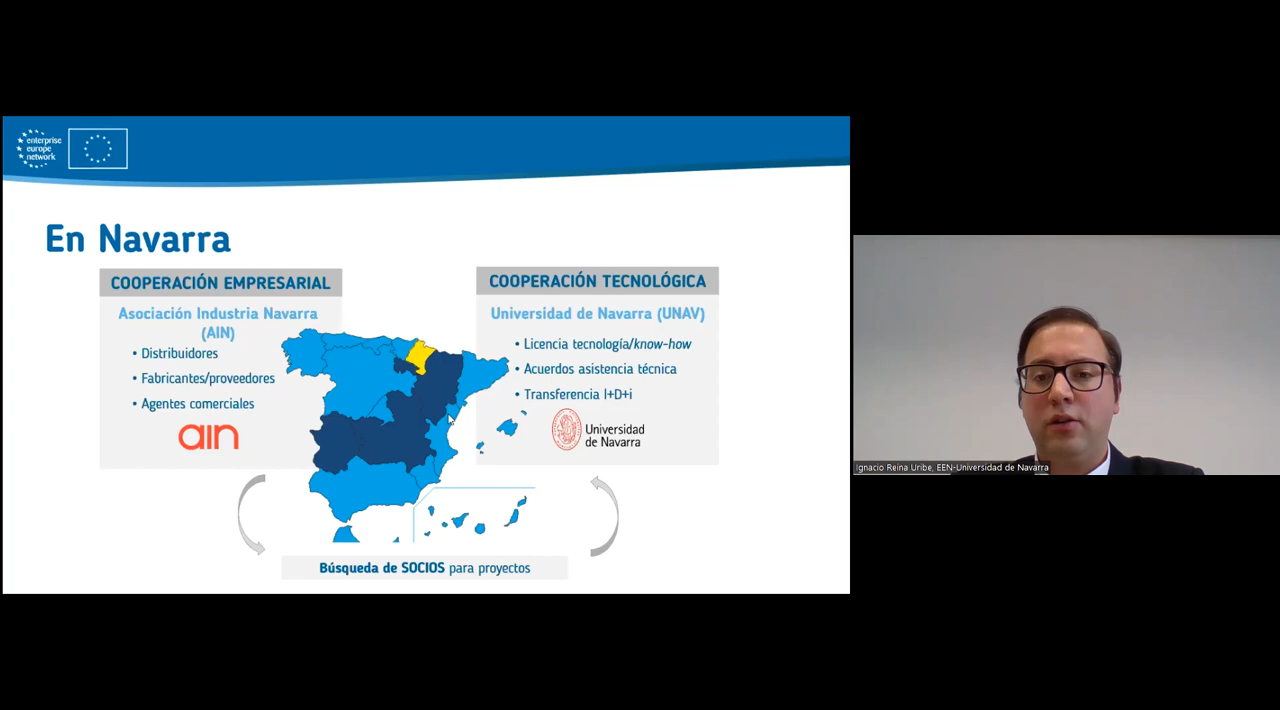 enterprise
europe
network
En Navarra
COOPERACIÓN EMPRESARIAL
Asociación Industria Navarra
(AIN)
• Distribuidores
• Fabricantes/proveedores
• Agentes comerciales
ain
COOPERACIÓN TECNOLÓGICA
Universidad de Navarra (UNAV)
• Licencia tecnología/know-how
• Acuerdos asistencia técnica
• Transferencia I+D+i
Universidad
de Navarra
Búsqueda de SOCIOS para proyectos
Ignacio Reina Uribe, EEN-Universidad de Navarra